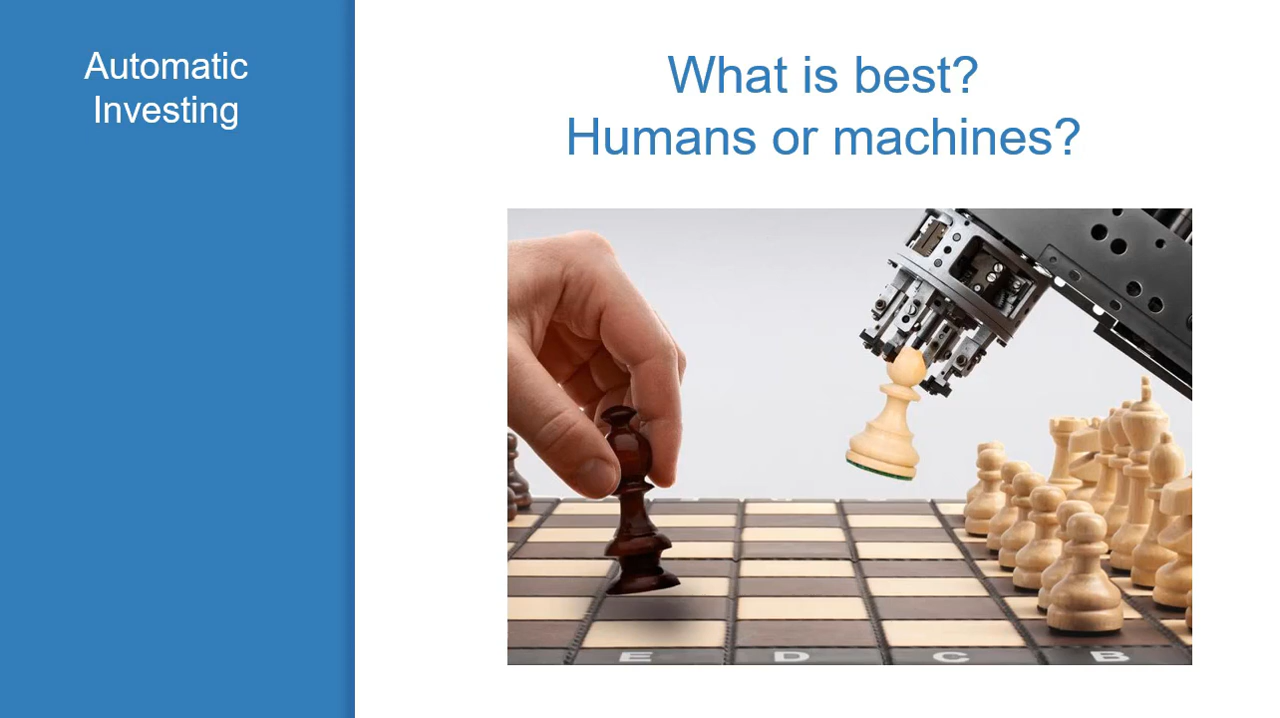 Automatic
Investing
What is best?
Humans or machines?
E D C B